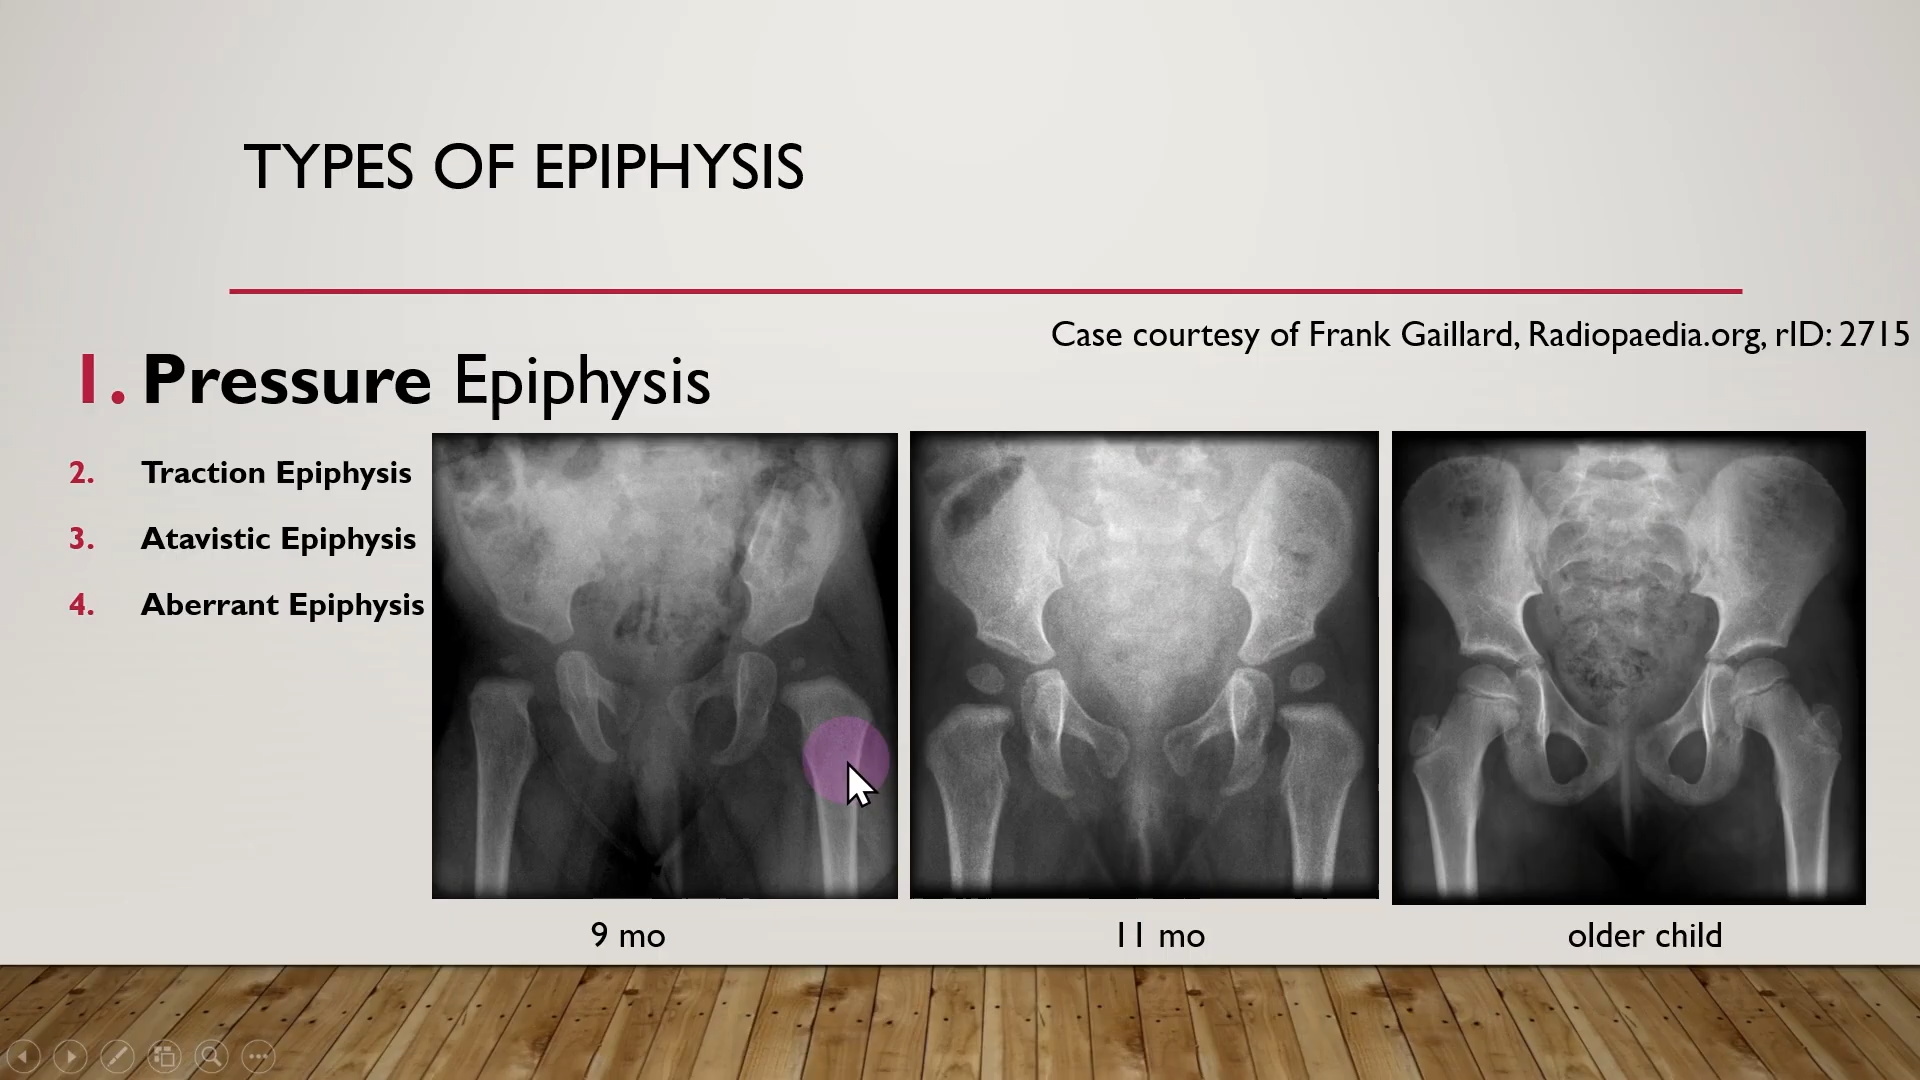 TYPES OF EPIPHYSIS
Case courtesy of Frank Gaillard, Radiopaedia.org, rID: 2715
1. Pressure Epiphysis
2. Traction Epiphysis
3. Atavistic Epiphysis
4. Aberrant Epiphysis
9 mo
11 mo
older child